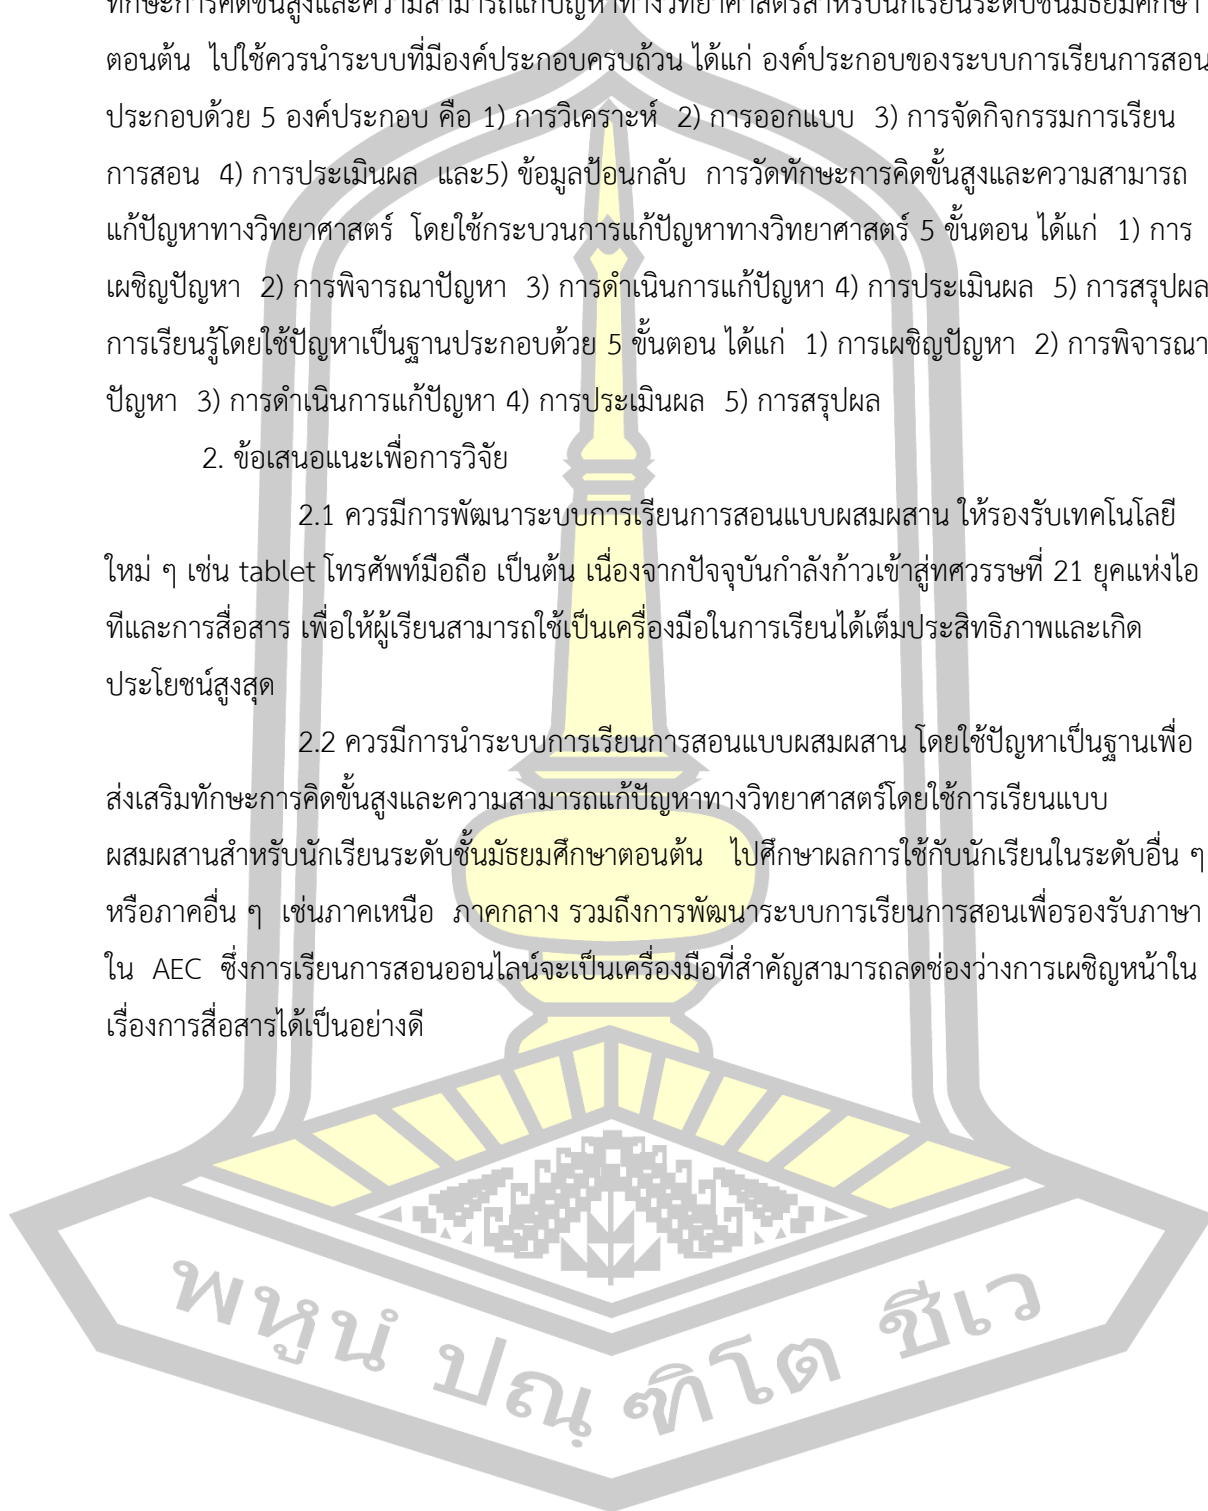 ทักษะการคิดขั้นสูงและความสามารถแก้ปัญหาทางวิทยาศาสตร์สำหรับนักเรียนระดับชั้นมัธยมศึกษา
ตอนต้น ไปใช้ควรนำระบบที่มีองค์ประกอบครบถ้วน ได้แก่ องค์ประกอบของระบบการเรียนการสอน
ประกอบด้วย 5 องค์ประกอบ คือ 1) การวิเคราะห์ 2) การออกแบบ 3) การจัดกิจกรรมการเรียน
การสอน 4) การประเมินผล และ5) ข้อมูลป้อนกลับ การวัดทักษะการคิดขั้นสูงและความสามารถ
แก้ปัญหาทางวิทยาศาสตร์ โดยใช้กระบวนการแก้ปัญหาทางวิทยาศาสตร์ 5 ขั้นตอน ได้แก่ 1) การ
เผชิญปัญหา 2) การพิจารณาปัญหา 3) การดำเนินการแก้ปัญหา 4) การประเมินผล 5) การสรุปผล
การเรียนรู้โดยใช้ปัญหาเป็นฐานประกอบด้วย 5 ขั้นตอน ได้แก่ 1) การเผชิญปัญหา 2) การพิจารณา
ปัญหา 3) การดำเนินการแก้ปัญหา 4) การประเมินผล 5) การสรุปผล
2. ข้อเสนอแนะเพื่อการวิจัย
2.1 ควรมีการพัฒนาระบบการเรียนการสอนแบบผสมผสาน ให้รองรับเทคโนโลยี
ใหม่ ๆ เช่น tablet โทรศัพท์มือถือ เป็นต้น เนื่องจากปัจจุบันกำลังก้าวเข้าสู่ทศวรรษที่ 21 ยุคแห่งไอ
ทีและการสื่อสาร เพื่อให้ผู้เรียนสามารถใช้เป็นเครื่องมือในการเรียนได้เต็มประสิทธิภาพและเกิด
ประโยชน์สูงสุด
2.2 ควรมีการนำระบบการเรียนการสอนแบบผสมผสาน โดยใช้ปัญหาเป็นฐานเพื่อ
ส่งเสริมทักษะการคิดขั้นสูงและความสามารถแก้ปัญหาทางวิทยาศาสตร์โดยใช้การเรียนแบบ
ผสมผสานสำหรับนักเรียนระดับชั้นมัธยมศึกษาตอนต้น ไปศึกษาผลการใช้กับนักเรียนในระดับอื่น ๆ
หรือภาคอื่น ๆ เช่นภาคเหนือ ภาคกลาง รวมถึงการพัฒนาระบบการเรียนการสอนเพื่อรองรับภาษา
ใน AEC ซึ่งการเรียนการสอนออนไลน์จะเป็นเครื่องมือที่สำคัญสามารถลดช่องว่างการเผชิญหน้าใน
เรื่องการสื่อสารได้เป็นอย่างดี
พหูนํ ปณฺฑิโต ชีเว